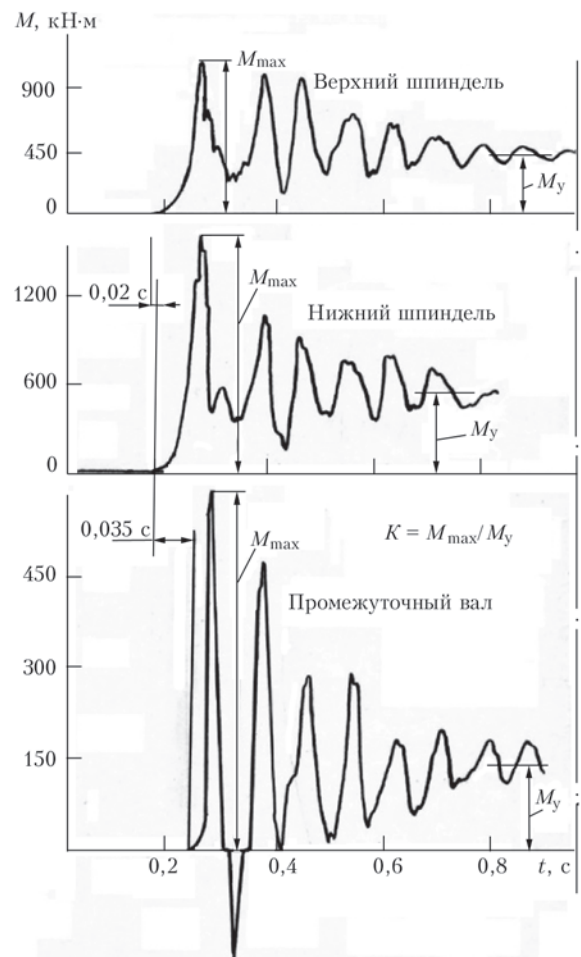 M, кН·м
M_max
Верхний шпиндель
900
450
M_у
0
0,02 с
1200
M_max
Нижний шпиндель
600
M_у
0
0,035 с
M_max
K = M_max/M_у
450
Промежуточный вал
300
150
M_у
0,2
0,4
0,6
0,8
t, с